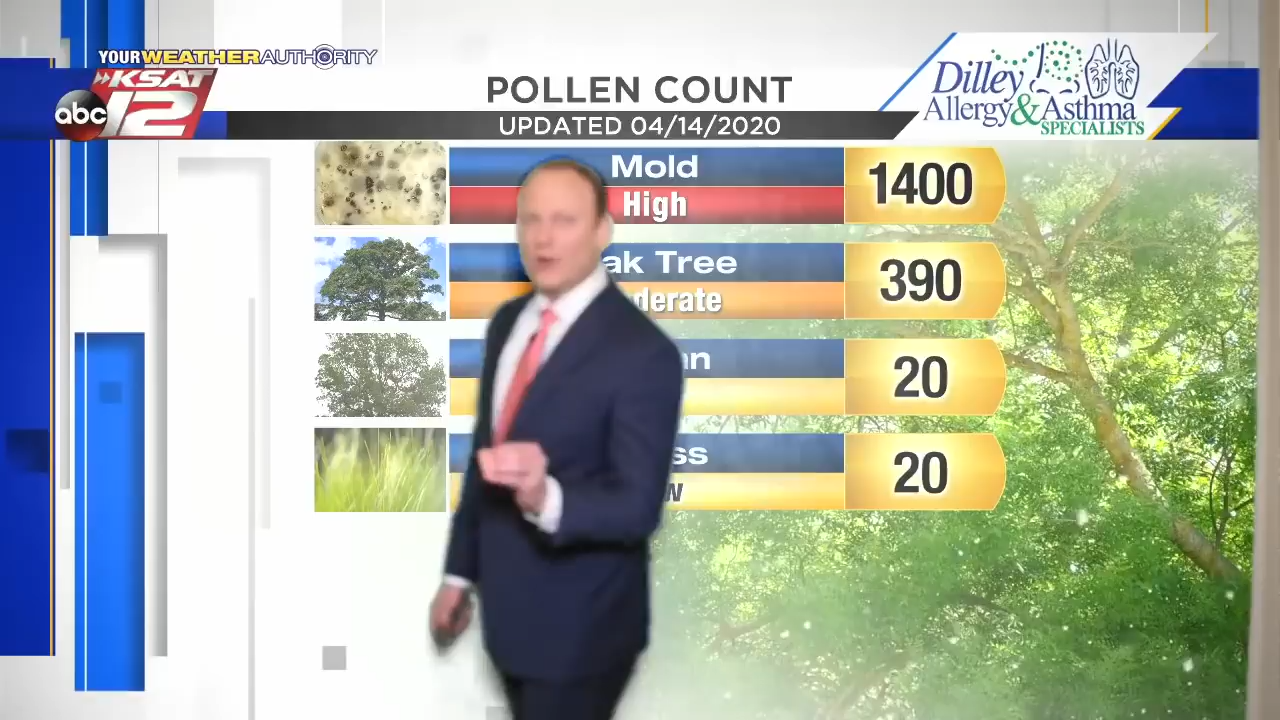 YOUR WEATHER AUTHORITY
KSAT
abc 12
POLLEN COUNT
UPDATED 04/14/2020
Dilley
Allergy & Asthma
SPECIALISTS
Mold
High
1400
ak Tree
derate
390
20
ss
20